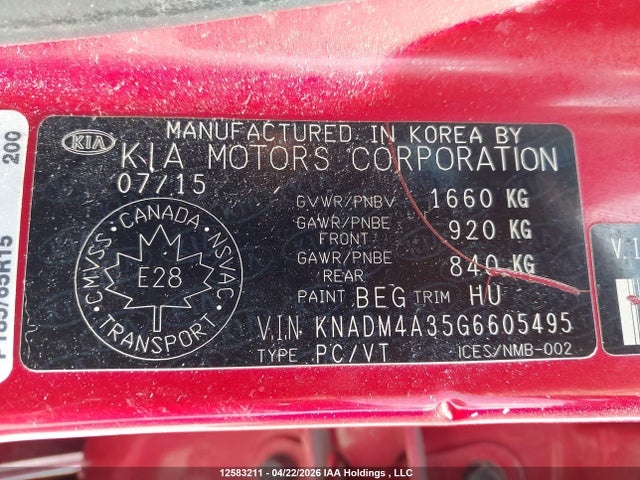 KIA
MANUFACTURED IN KOREA BY
KIA MOTORS CORPORATION
07/15
GVWR/PNBV 1660 KG
GAWR/PNBE FRONT 920 KG
GAWR/PNBE REAR 840 KG
PAINT BEG TRIM HU
V.I.N KNADM4A35G6605495
TYPE PC/VT ICES/NMB-002
CANADA
CMVSS
NSVAC
E28
TRANSPORT
200
P185/65R15
V.I
12583211 - 04/22/2026 IAA Holdings , LLC